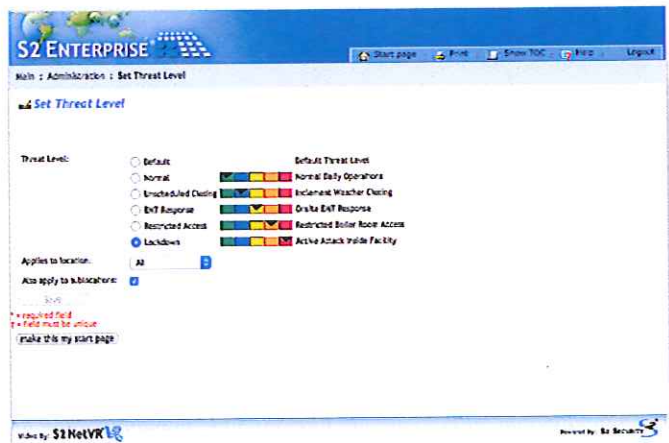 S2 ENTERPRISE
Start page Print Show TOC Help Logout
Main : Administration : Set Threat Level
Set Threat Level
Threat Level:
Default Default Threat Level
Normal Normal Daily Operations
Unscheduled Closing Inclement Weather Closing
EMT Response Onsite EMT Response
Restricted Access Restricted Boiler Room Access
Lockdown Active Attack Inside Facility
Applies to location: All
Also apply to sublocations:
Save
* = required field
= field must be unique
make this my start page
Video By: S2 NetVR Powered By: S2 Security